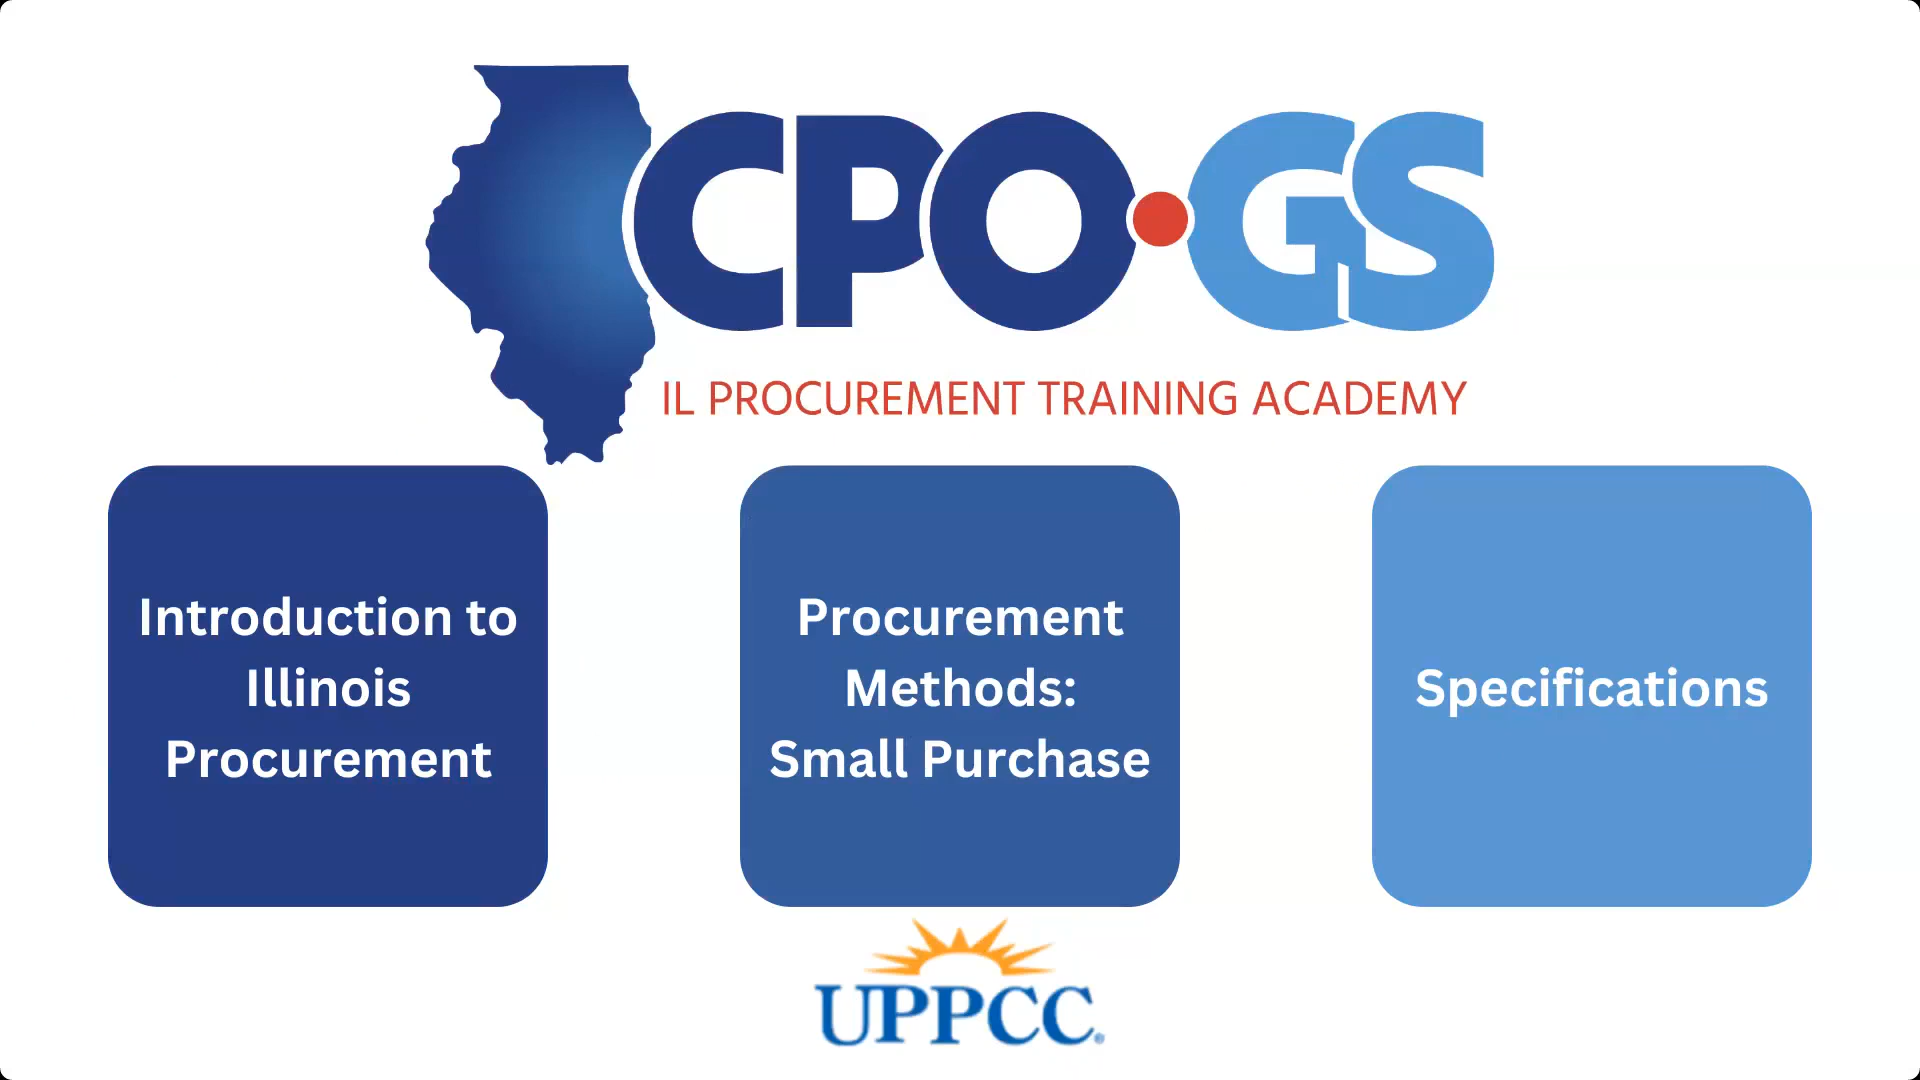 CPO•GS
IL PROCUREMENT TRAINING ACADEMY
Introduction to
Illinois
Procurement
Procurement
Methods:
Small Purchase
Specifications
UPPCC®